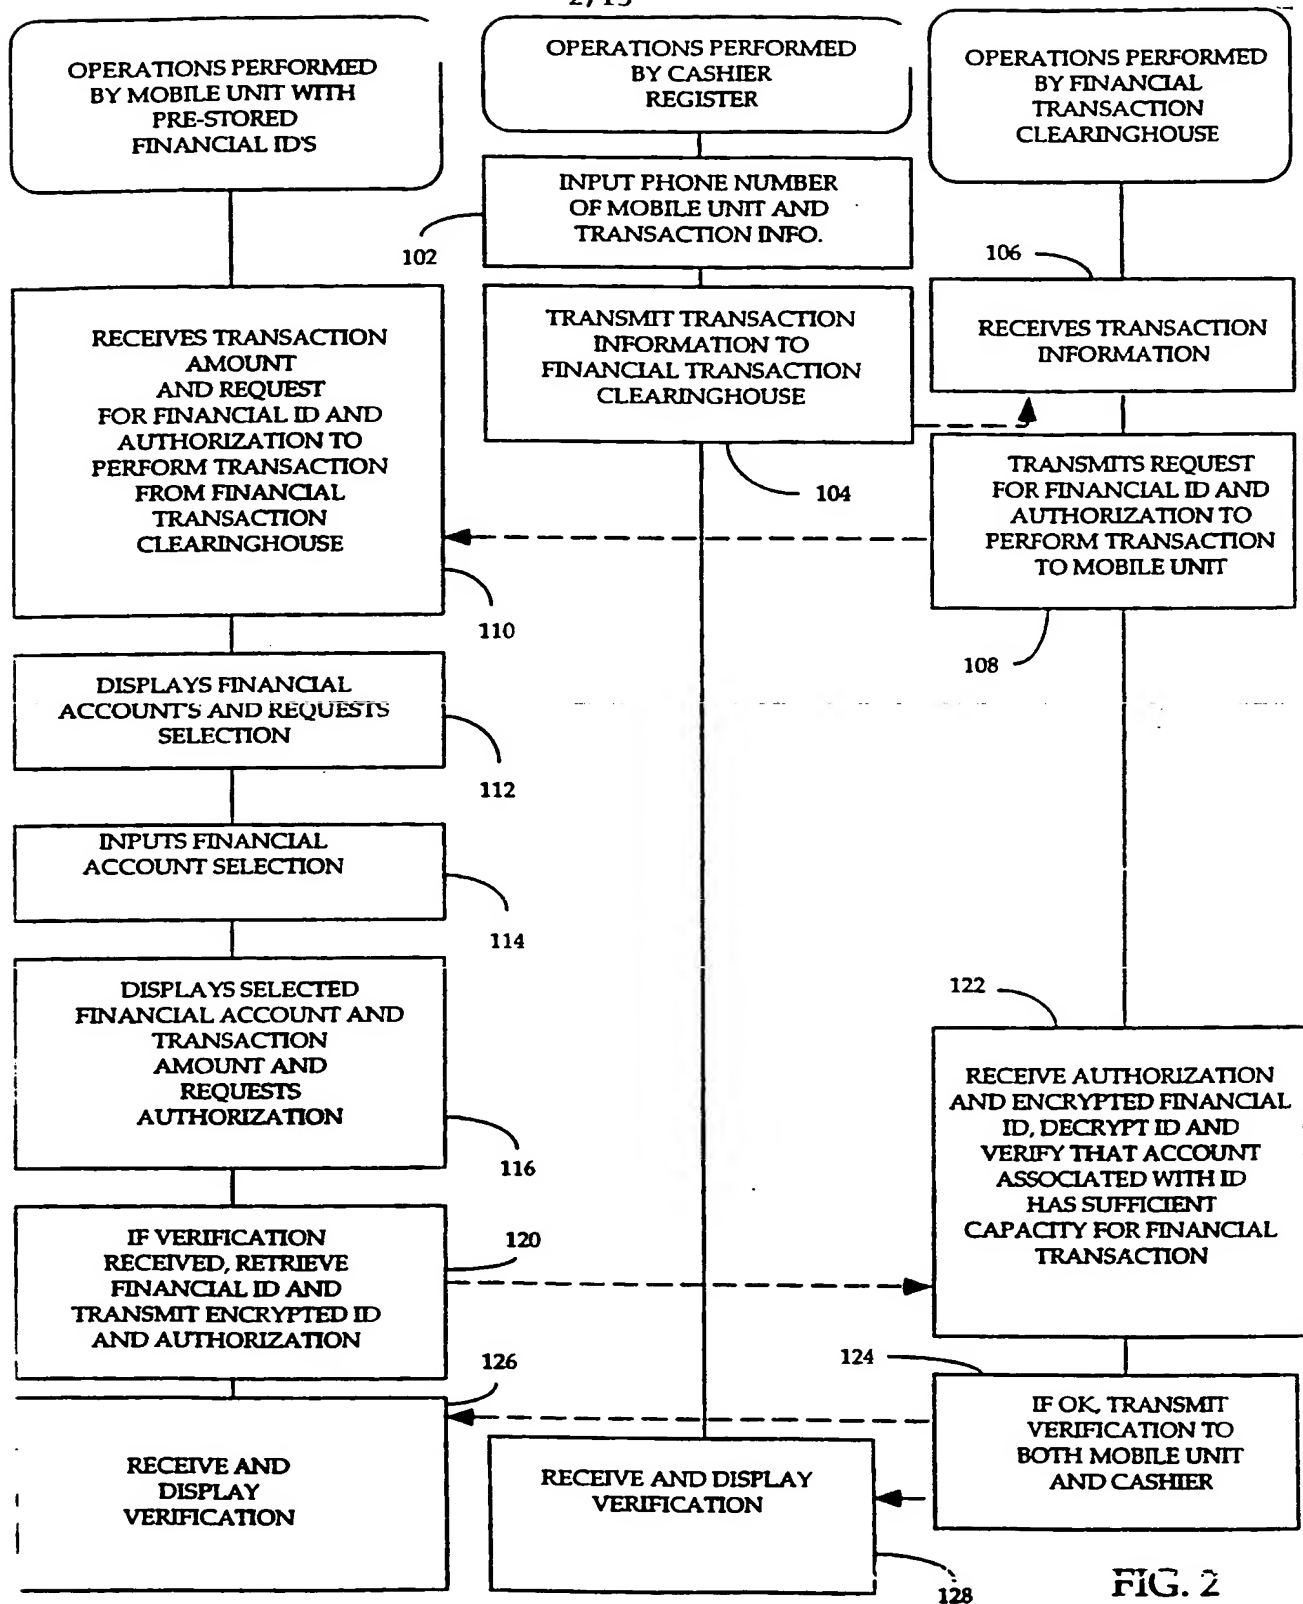 2/13
OPERATIONS PERFORMED
BY MOBILE UNIT WITH
PRE-STORED
FINANCIAL ID'S
OPERATIONS PERFORMED
BY CASHIER
REGISTER
OPERATIONS PERFORMED
BY FINANCIAL
TRANSACTION
CLEARINGHOUSE
INPUT PHONE NUMBER
OF MOBILE UNIT AND
TRANSACTION INFO.
102
106
RECEIVES TRANSACTION
AMOUNT
AND REQUEST
FOR FINANCIAL ID AND
AUTHORIZATION TO
PERFORM TRANSACTION
FROM FINANCIAL
TRANSACTION
CLEARINGHOUSE
110
TRANSMIT TRANSACTION
INFORMATION TO
FINANCIAL TRANSACTION
CLEARINGHOUSE
104
RECEIVES TRANSACTION
INFORMATION
TRANSMITS REQUEST
FOR FINANCIAL ID AND
AUTHORIZATION TO
PERFORM TRANSACTION
TO MOBILE UNIT
108
DISPLAYS FINANCIAL
ACCOUNTS AND REQUESTS
SELECTION
112
INPUTS FINANCIAL
ACCOUNT SELECTION
114
DISPLAYS SELECTED
FINANCIAL ACCOUNT AND
TRANSACTION
AMOUNT AND
REQUESTS
AUTHORIZATION
116
122
RECEIVE AUTHORIZATION
AND ENCRYPTED FINANCIAL
ID, DECRYPT ID AND
VERIFY THAT ACCOUNT
ASSOCIATED WITH ID
HAS SUFFICIENT
CAPACITY FOR FINANCIAL
TRANSACTION
IF VERIFICATION
RECEIVED, RETRIEVE
FINANCIAL ID AND
TRANSMIT ENCRYPTED ID
AND AUTHORIZATION
120
126
124
IF OK, TRANSMIT
VERIFICATION TO
BOTH MOBILE UNIT
AND CASHIER
RECEIVE AND
DISPLAY
VERIFICATION
RECEIVE AND DISPLAY
VERIFICATION
128
FIG. 2